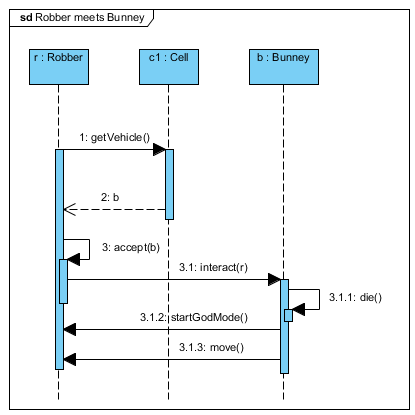 sd Robber meets Bunney
r : Robber
c1 : Cell
b : Bunney
1: getVehicle()
2: b
3: accept(b)
3.1: interact(r)
3.1.1: die()
3.1.2: startGodMode()
3.1.3: move()